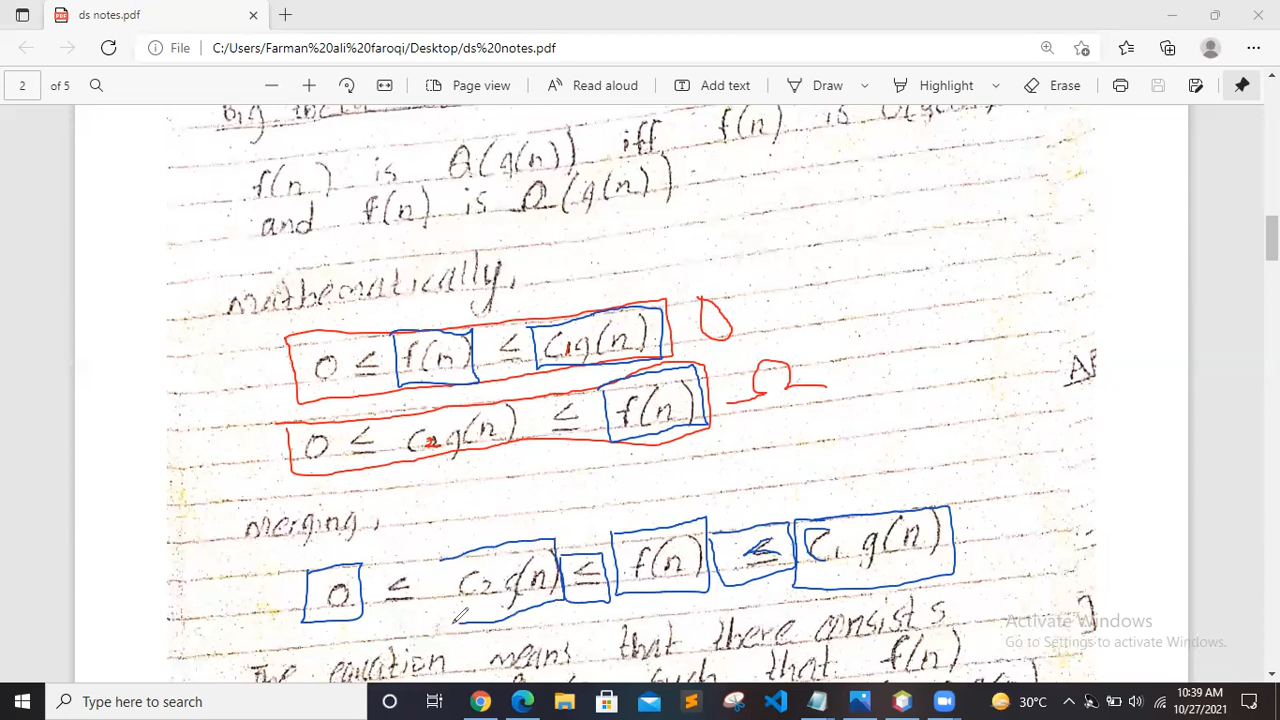 ds notes.pdf
File C:/Users/Farman%20ali%20faroqi/Desktop/ds%20notes.pdf
2 of 5 Page view Read aloud Add text Draw Highlight Erase
f(n) is θ(g(n)) iff f(n) is
and f(n) is Ω(g(n))
mathematically,
0 ≤ f(n) ≤ c1g(n) O
0 ≤ c2g(n) ≤ f(n) Ω
merging,
0 ≤ c2g(n) ≤ f(n) ≤ C1 g(n)
The equation means that there consist s
such that f(n)
Activate Windows
Go to Settings to activate Windows.
Type here to search
30°C
10:39 AM
10/27/2021